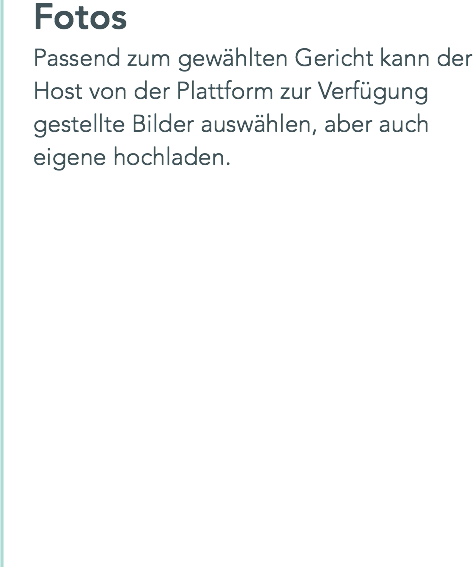 Fotos
Passend zum gewählten Gericht kann der
Host von der Plattform zur Verfügung
gestellte Bilder auswählen, aber auch
eigene hochladen.